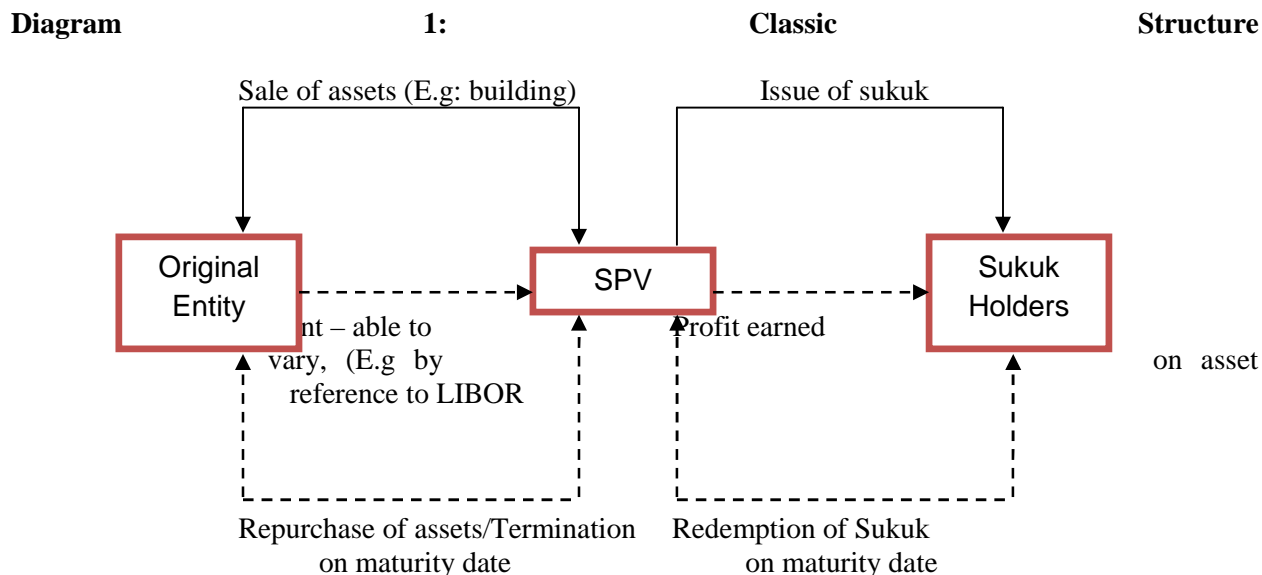 Diagram 1: Classic Structure
Sale of assets (E.g: building)
Issue of sukuk
Original
Entity
SPV
Sukuk
Holders
– able to
vary, (E.g by
reference to LIBOR
Profit earned
on asset
Repurchase of assets/Termination
on maturity date
Redemption of Sukuk
on maturity date